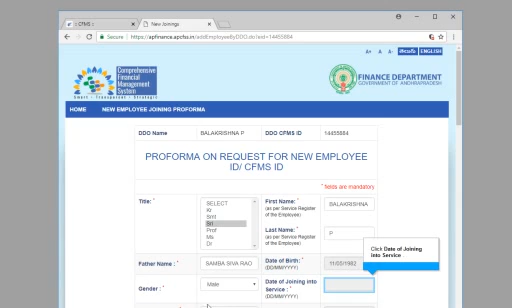 :: CFMS ::
New Joinings
Secure
https://apfinance.apcfss.in/addEmployeeByDDO.do?aid=14455884
A+ A A- తెలుగు ENGLISH
Comprehensive
Financial
Management
System
Smart - Transparent - Strategic
FINANCE DEPARTMENT
GOVERNMENT OF ANDHRAPRADESH
HOME NEW EMPLOYEE JOINING PROFORMA
DDO Name BALAKRISHNA P DDO CFMS ID 14455884
PROFORMA ON REQUEST FOR NEW EMPLOYEE
ID/ CFMS ID
* fields are mandatory
Title: *
SELECT
Kr
Smt
Sri
Prof
Ms
Dr
First Name: *
(as per Service Register
of the Employee)
BALAKRISHNA
Last Name: *
(as per Service Register
of the Employee)
P
Click Date of Joining
into Service .
Father Name : *
SAMBA SIVA RAO
Date of Birth: *
(DD/MM/YYYY)
11/05/1982
Gender : *
Male
Date of Joining into
Service : *
(DD/MM/YYYY)